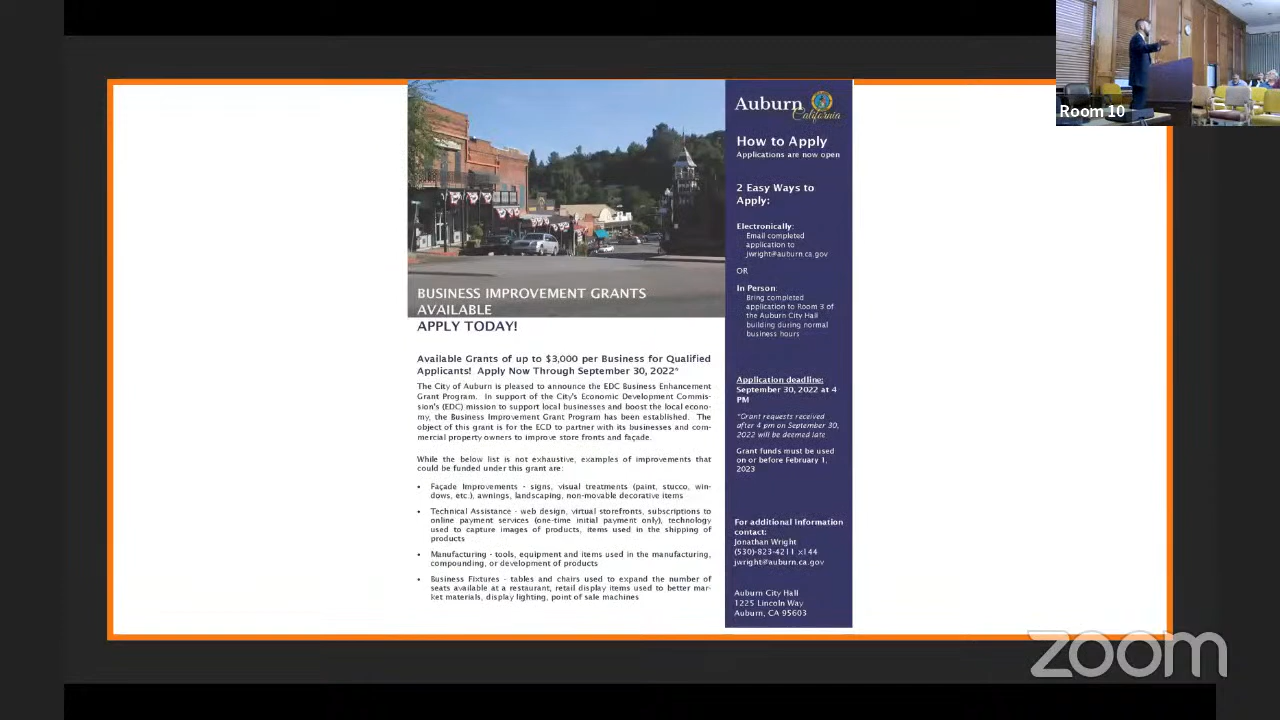 Room 10
BUSINESS IMPROVEMENT GRANTS
AVAILABLE
APPLY TODAY!
Available Grants of up to $3,000 per Business for Qualified
Applicants! Apply Now Through September 30, 2022*
The City of Auburn is pleased to announce the EDC Business Enhancement
Grant Program. In support of the City's Economic Development Commis-
sion's (EDC) mission to support local businesses and boost the local econo-
my, the Business Improvement Grant Program has been established. The
object of this grant is for the ECD to partner with its businesses and com-
mercial property owners to improve store fronts and façade.
While the below list is not exhaustive, examples of improvements that
could be funded under this grant are:
• Façade Improvements - signs, visual treatments (paint, stucco, win-
dows, etc.), awnings, landscaping, non-movable decorative items
• Technical Assistance - web design, virtual storefronts, subscriptions to
online payment services (one-time initial payment only), technology
used to capture images of products, items used in the shipping of
products
• Manufacturing - tools, equipment and items used in the manufacturing,
compounding, or development of products
• Business Fixtures - tables and chairs used to expand the number of
seats available at a restaurant, retail display items used to better mar-
ket materials, display lighting, point of sale machines
Auburn
California
How to Apply
Applications are now open
2 Easy Ways to
Apply:
Electronically:
Email completed
application to
jwright@auburn.ca.gov
OR
In Person:
Bring completed
application to Room 3 of
the Auburn City Hall
building during normal
business hours
Application deadline:
September 30, 2022 at 4
PM
*Grant requests received
after 4 pm on September 30,
2022 will be deemed late
Grant funds must be used
on or before February 1,
2023
For additional information
contact:
Jonathan Wright
(530)-823-4211 x144
jwright@auburn.ca.gov
Auburn City Hall
1225 Lincoln Way
Auburn, CA 95603
zoom